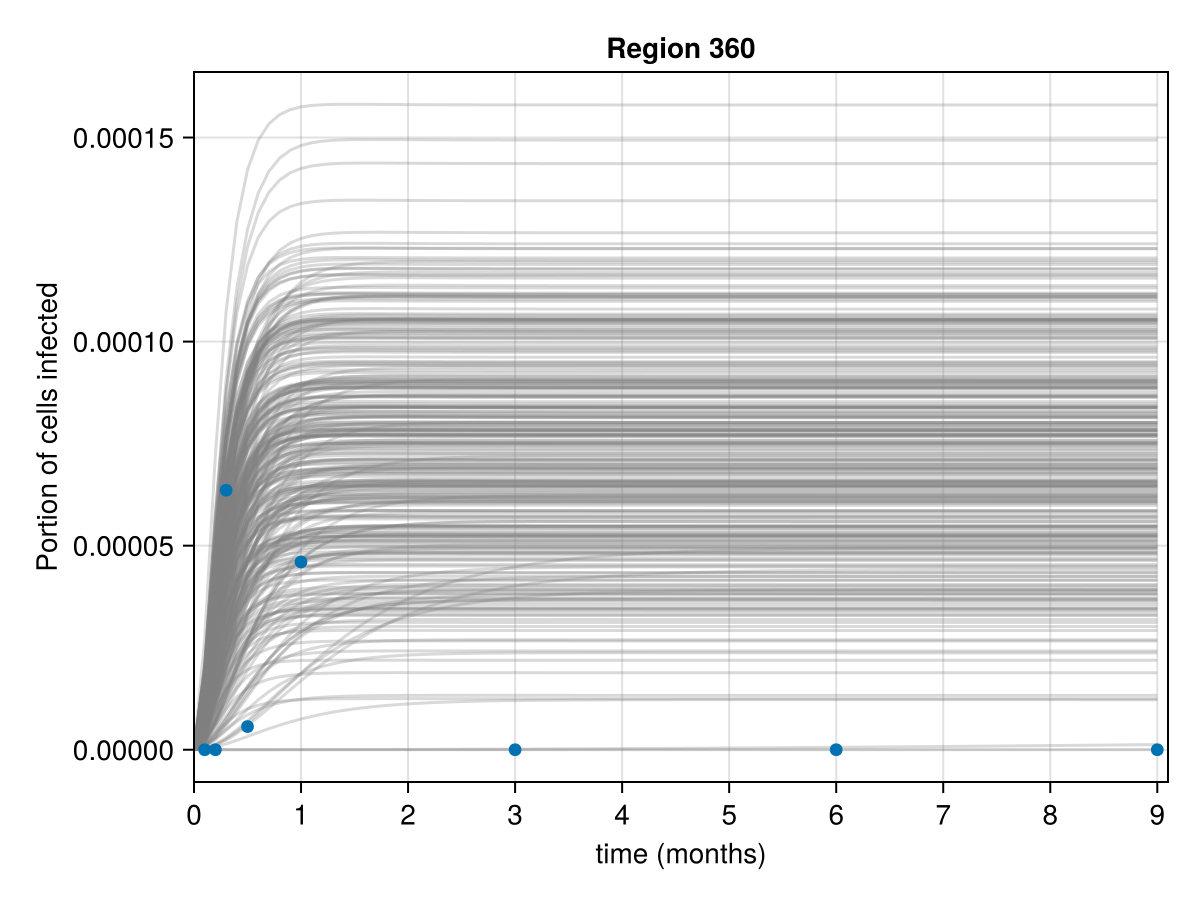 Region 360
0.00015
0.00010
0.00005
0.00000
Portion of cells infected
0 1 2 3 4 5 6 7 8 9
time (months)